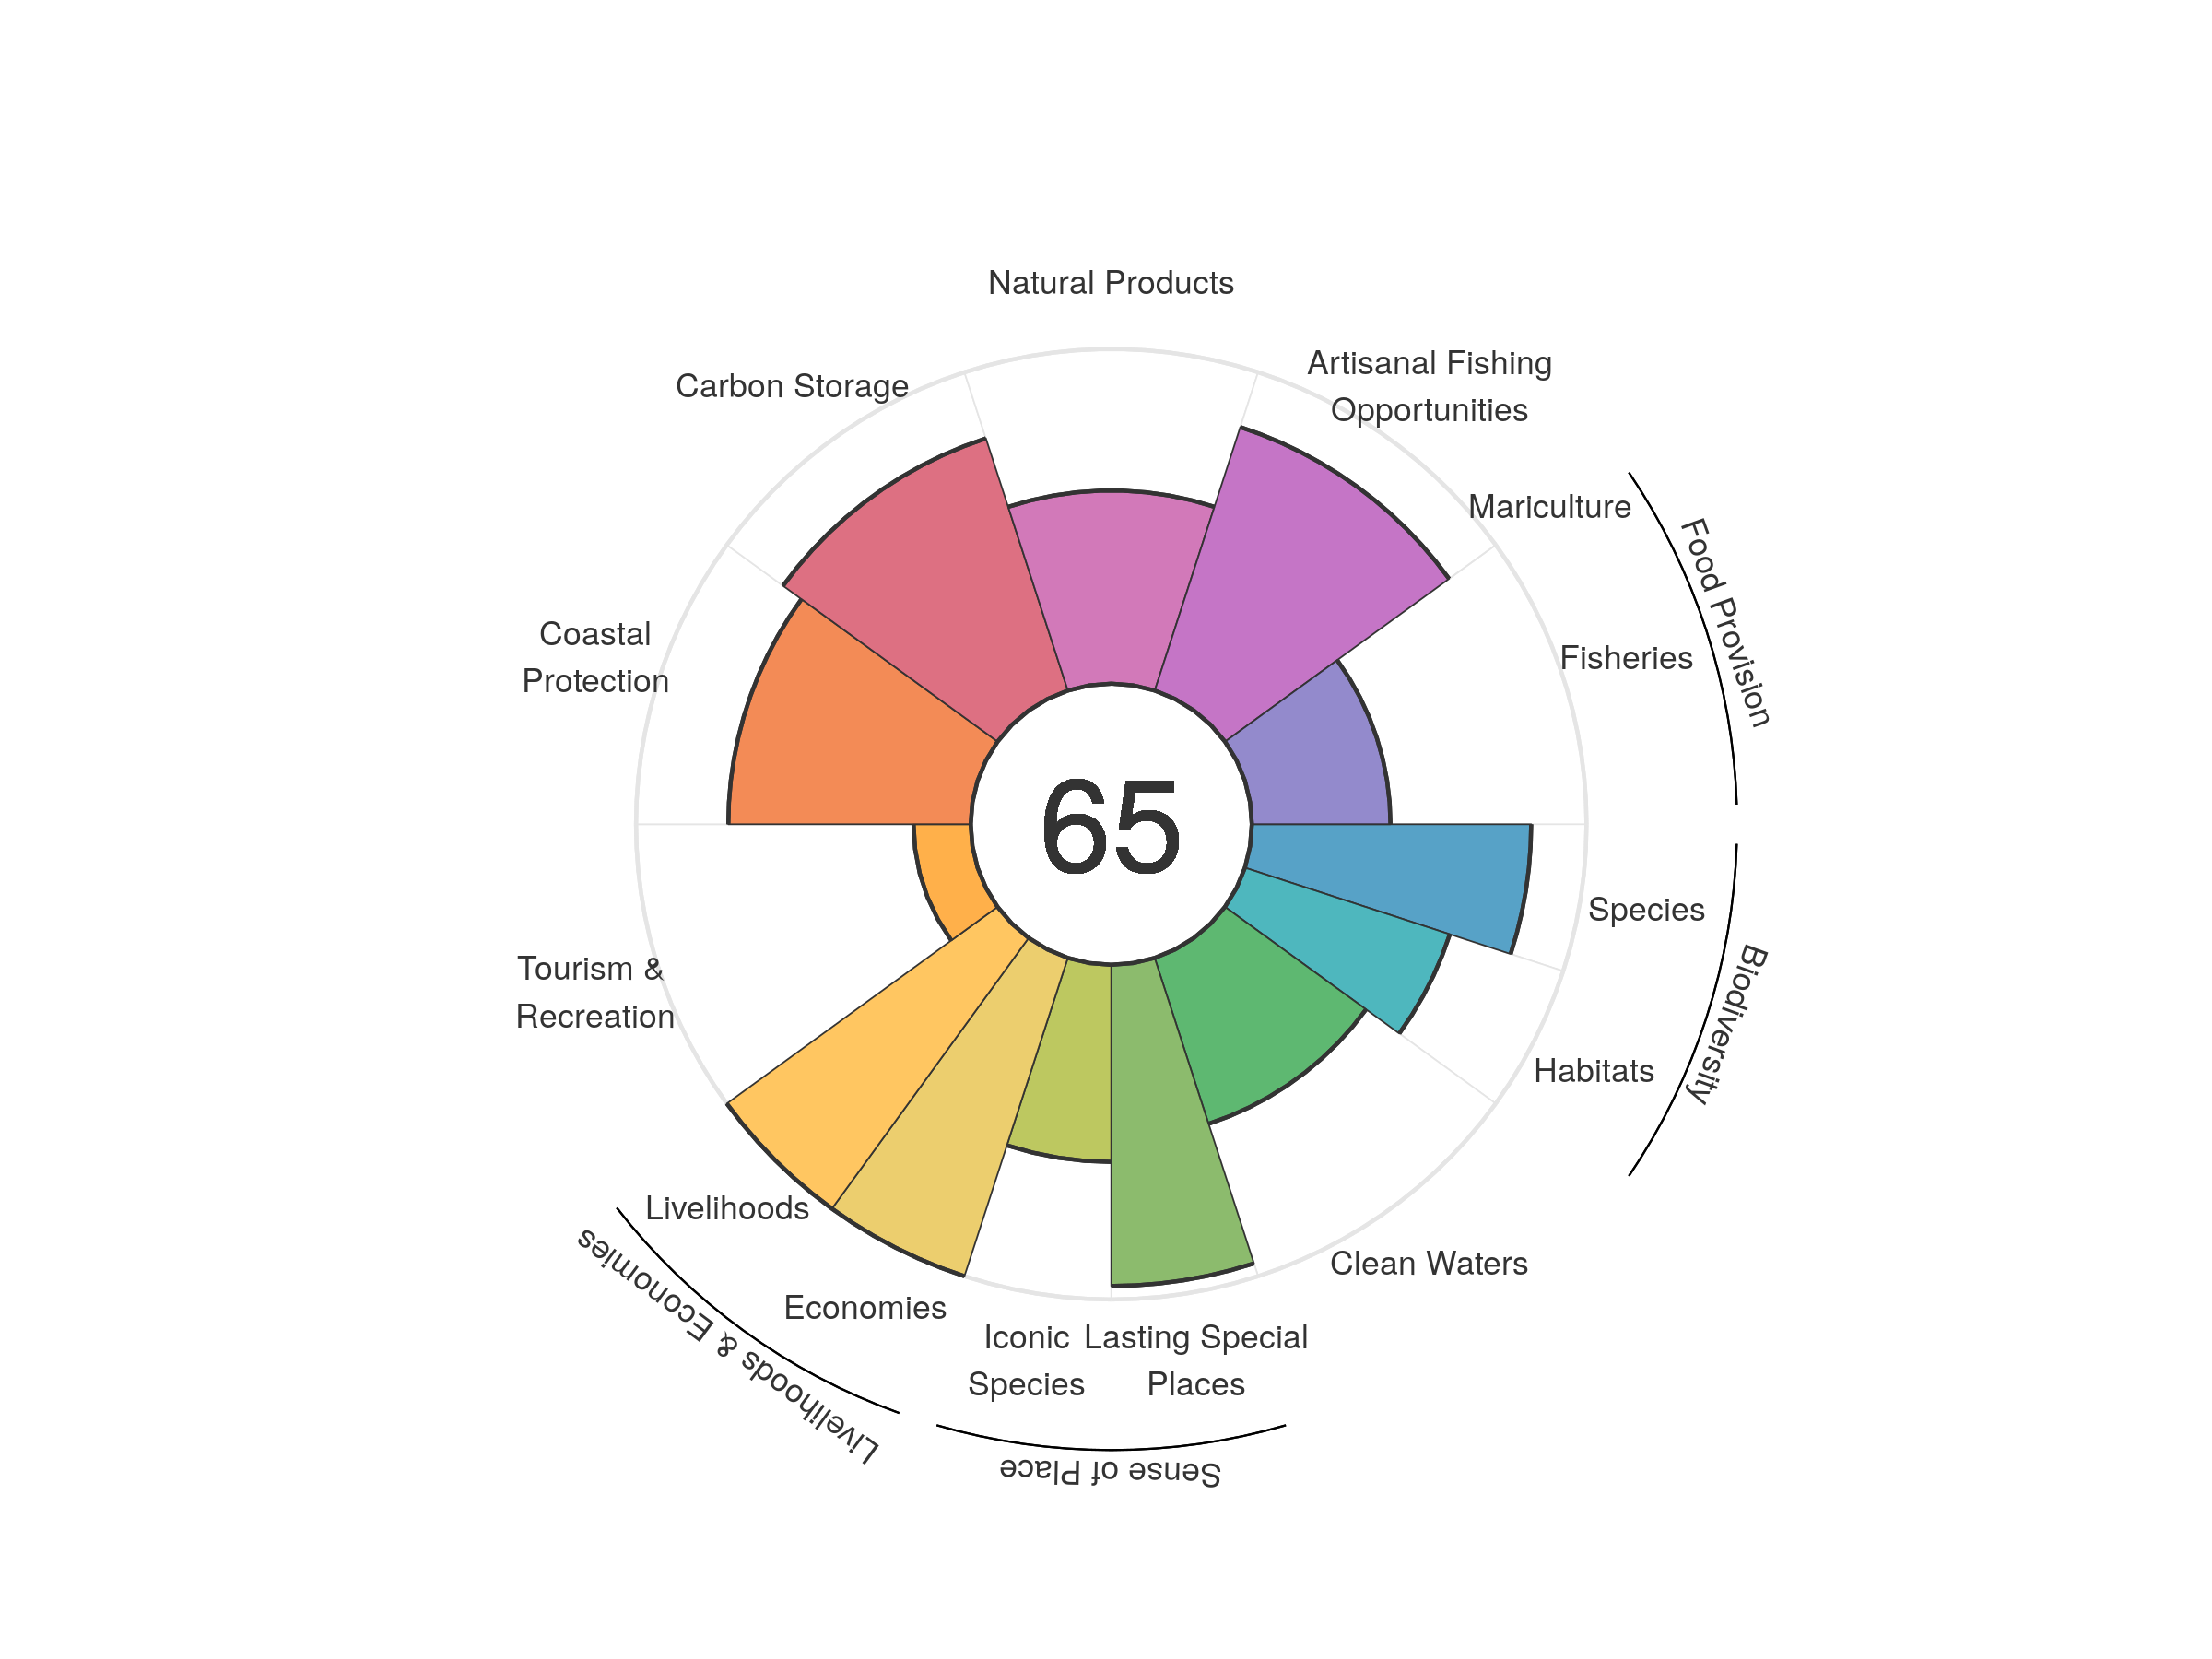 Natural Products
Artisanal Fishing
Opportunities
Carbon Storage
Mariculture
Food Provision
Fisheries
Coastal
Protection
65
Species
Biodiversity
Tourism &
Recreation
Habitats
Livelihoods
Clean Waters
Livelihoods & Economies
Economies
Iconic
Species
Lasting Special
Places
Sense of Place